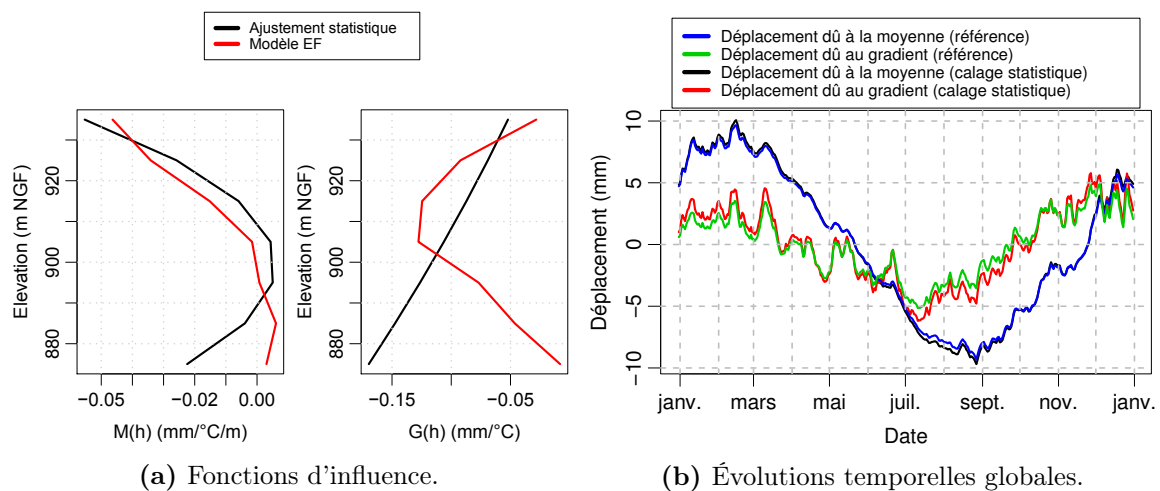 Ajustement statistique
Modèle EF
Elevation (m NGF)
880
900
920
−0.05
−0.02
0.00
M(h) (mm/°C/m)
Elevation (m NGF)
880
900
920
−0.15
−0.05
G(h) (mm/°C)
(a) Fonctions d'influence.
Déplacement dû à la moyenne (référence)
Déplacement dû au gradient (référence)
Déplacement dû à la moyenne (calage statistique)
Déplacement dû au gradient (calage statistique)
Déplacement (mm)
10
5
0
−5
−10
janv.
mars
mai
juil.
sept.
nov.
janv.
Date
(b) Évolutions temporelles globales.